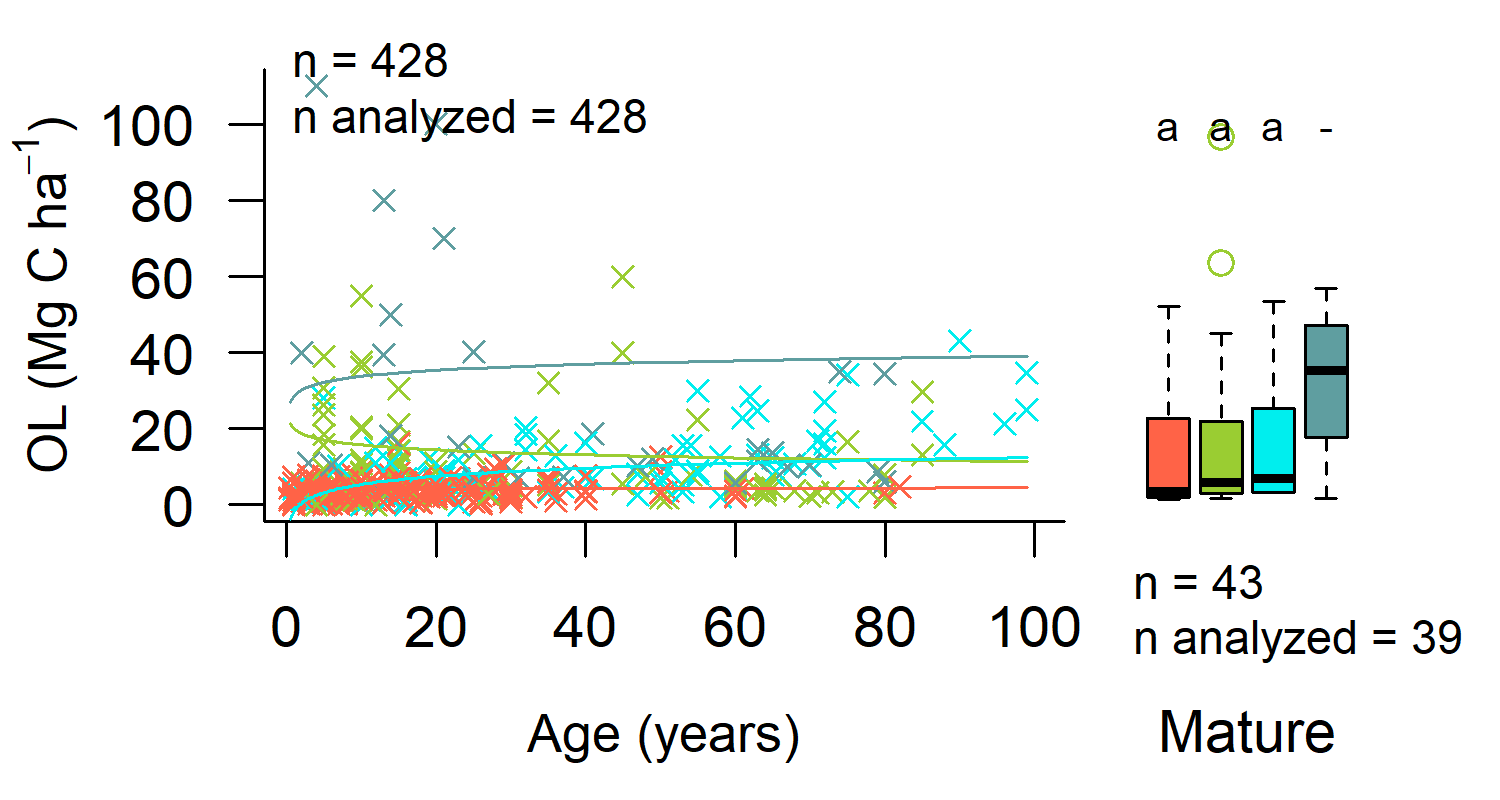 n = 428
n analyzed = 428
OL (Mg C ha⁻¹)
100
80
60
40
20
0
0 20 40 60 80 100
Age (years)
a a a -
n = 43
n analyzed = 39
Mature